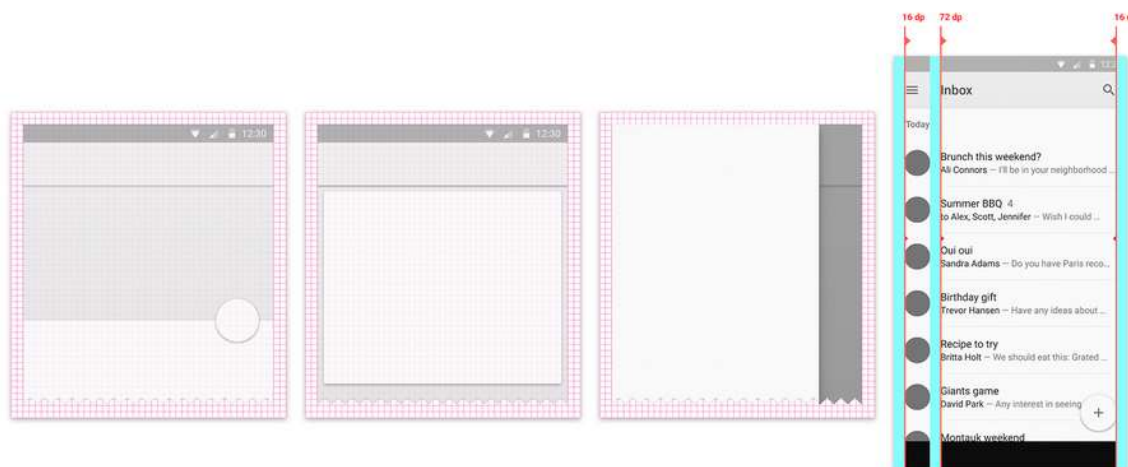 12:30
12:30
16 dp 72 dp 16
Inbox
Today
Brunch this weekend?
Ali Connors — I'll be in your neighborhood ...
Summer BBQ 4
to Alex, Scott, Jennifer — Wish I could ...
Oui oui
Sandra Adams — Do you have Paris reco...
Birthday gift
Trevor Hansen — Have any ideas about ...
Recipe to try
Britta Holt — We should eat this: Grated ...
Giants game
David Park — Any interest in seeing
Montauk weekend